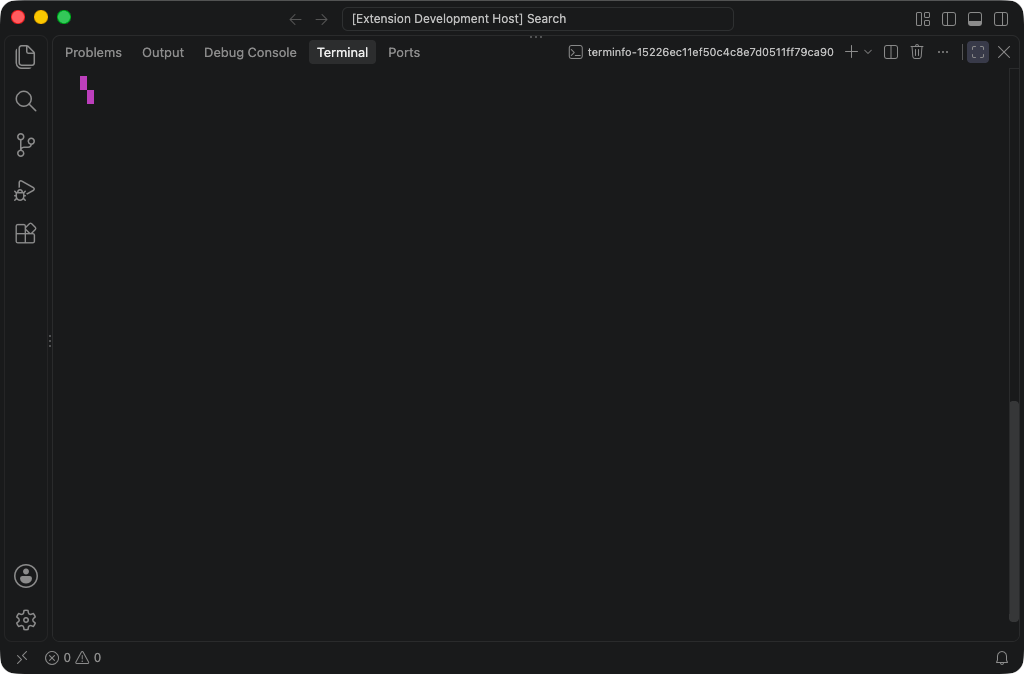 [Extension Development Host] Search
Problems Output Debug Console Terminal Ports terminfo-15226ec11ef50c4c8e7d0511ff79ca90
0 0